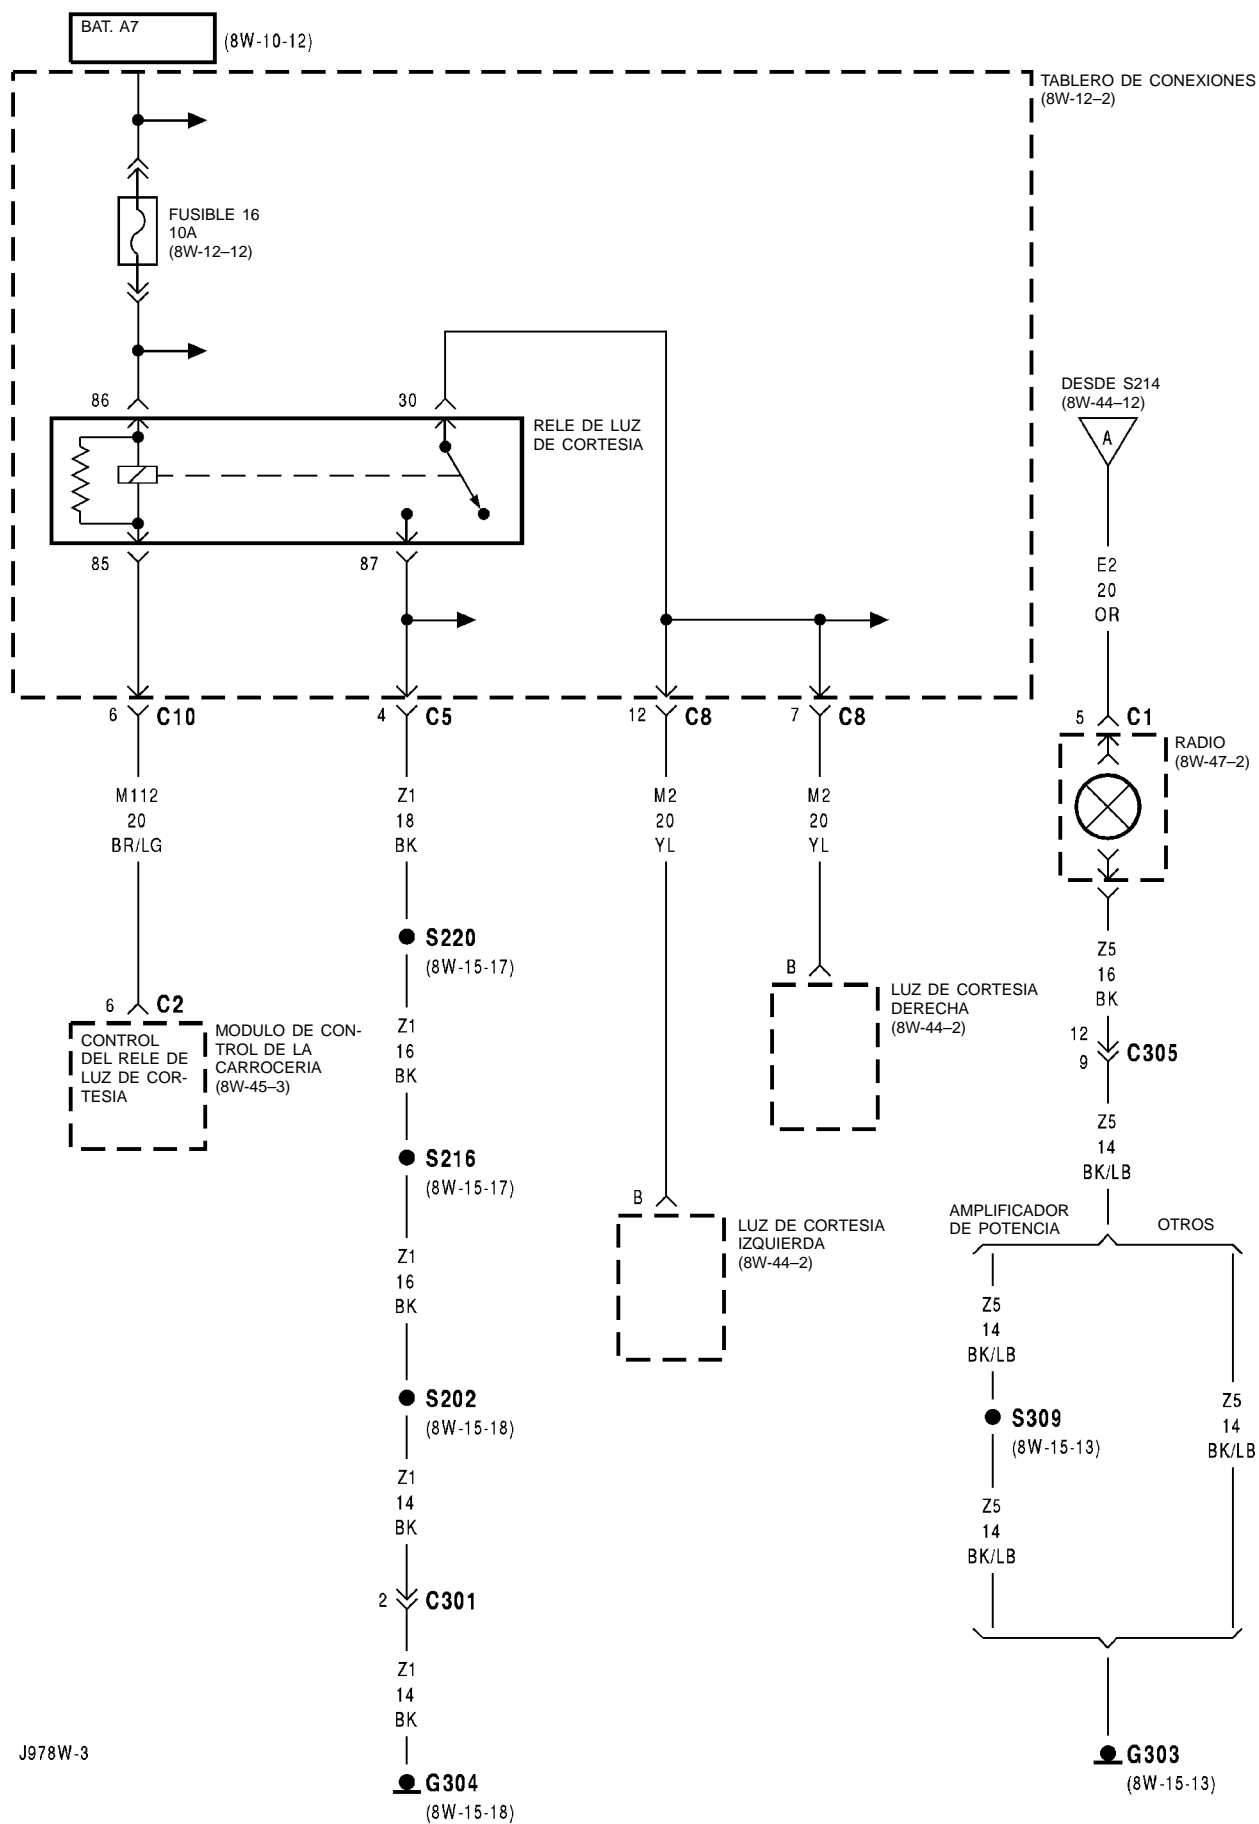 BAT. A7
(8W-10-12)
TABLERO DE CONEXIONES
(8W-12–2)
FUSIBLE 16
10A
(8W-12–12)
86
30
RELE DE LUZ
DE CORTESIA
85
87
DESDE S214
(8W-44–12)
A
E2
20
OR
6 C10
4 C5
12 C8
7 C8
5 C1
RADIO
(8W-47–2)
M112
20
BR/LG
Z1
18
BK
M2
20
YL
M2
20
YL
S220
(8W-15-17)
Z5
16
BK
6 C2
CONTROL
DEL RELE DE
LUZ DE COR-
TESIA
MODULO DE CON-
TROL DE LA
CARROCERIA
(8W-45–3)
Z1
16
BK
B
LUZ DE CORTESIA
DERECHA
(8W-44–2)
12
9
C305
Z5
14
BK/LB
S216
(8W-15-17)
B
LUZ DE CORTESIA
IZQUIERDA
(8W-44–2)
AMPLIFICADOR
DE POTENCIA
OTROS
Z1
16
BK
Z5
14
BK/LB
S202
(8W-15-18)
S309
(8W-15-13)
Z5
14
BK/LB
Z1
14
BK
Z5
14
BK/LB
2 C301
Z1
14
BK
J978W-3
G304
(8W-15-18)
G303
(8W-15-13)